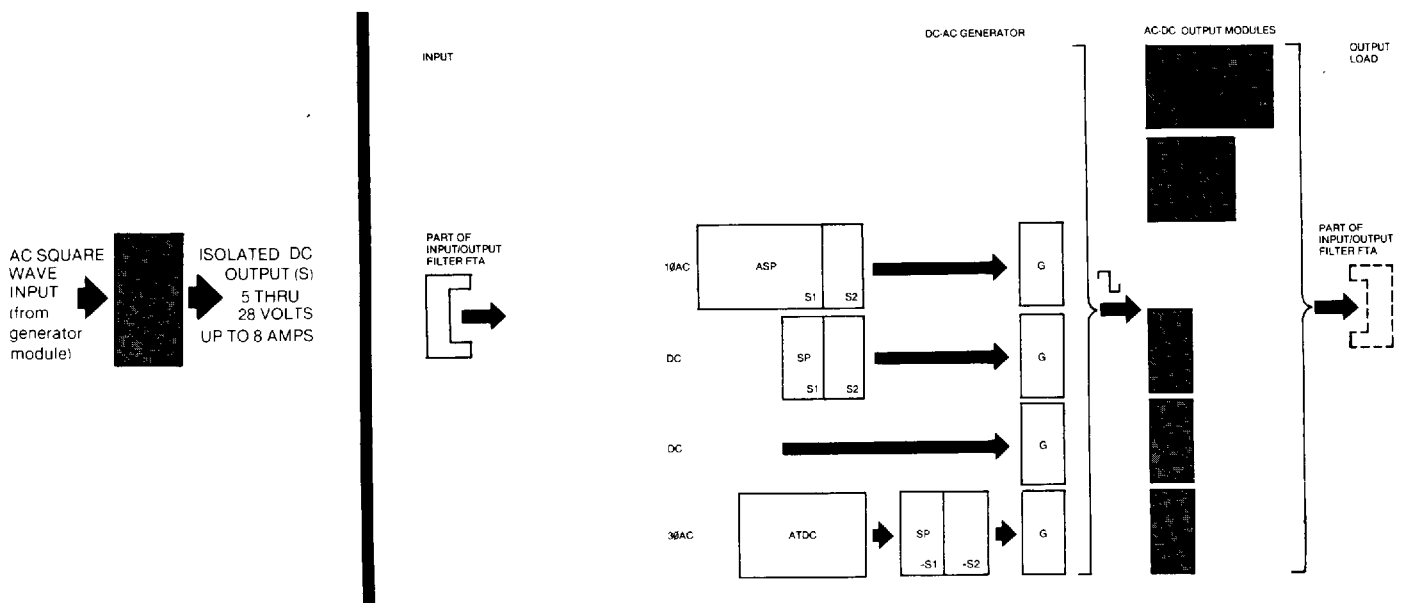 AC SQUARE
WAVE
INPUT
(from
generator
module)
ISOLATED DC
OUTPUT (S)
5 THRU
28 VOLTS
UP TO 8 AMPS
INPUT
PART OF
INPUT/OUTPUT
FILTER FTA
DC-AC GENERATOR
AC-DC OUTPUT MODULES
OUTPUT
LOAD
1ØAC
ASP
S1
S2
G
DC
SP
S1
S2
G
DC
G
3ØAC
ATDC
SP
-S1
-S2
G
PART OF
INPUT/OUTPUT
FILTER FTA